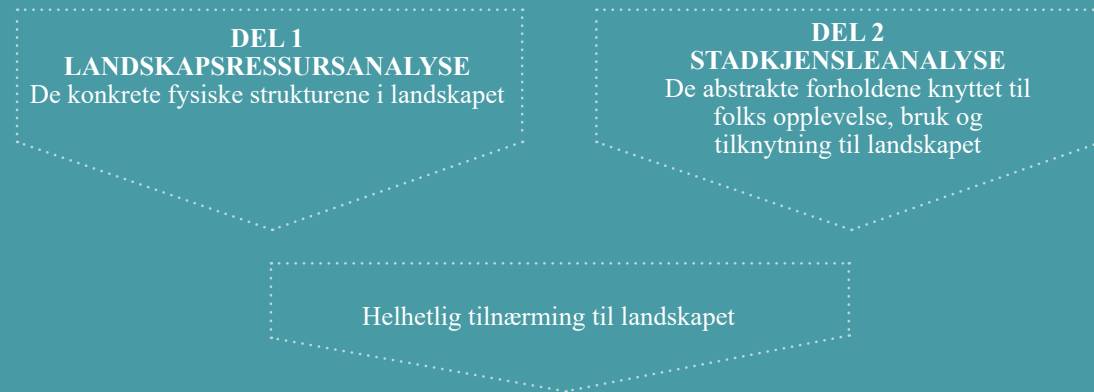 DEL 1
LANDSKAPSRESSURSANALYSE
De konkrete fysiske strukturene i landskapet
DEL 2
STADKJENSLEANALYSE
De abstrakte forholdene knyttet til
folks opplevelse, bruk og
tilknytning til landskapet
Helhetlig tilnærming til landskapet